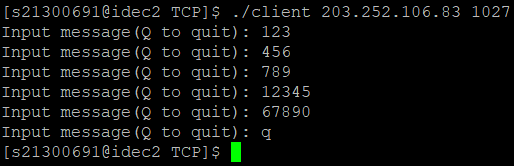 [s21300691@idec2 TCP]$ ./client 203.252.106.83 1027
Input message(Q to quit): 123
Input message(Q to quit): 456
Input message(Q to quit): 789
Input message(Q to quit): 12345
Input message(Q to quit): 67890
Input message(Q to quit): q
[s21300691@idec2 TCP]$